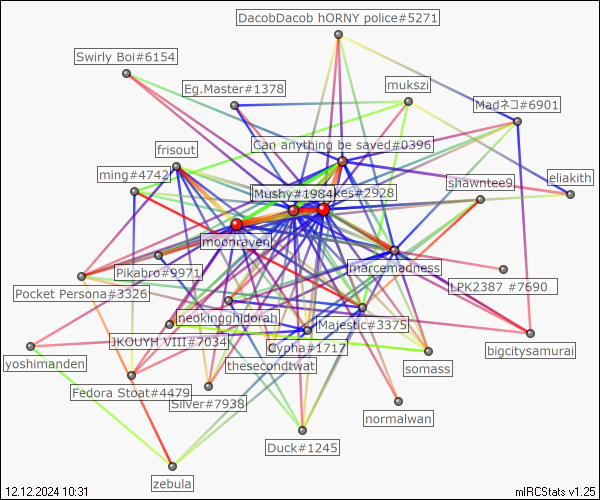 DacobDacob hORNY police#5271
Swirly Boi#6154
Eg.Master#1378
mukszi
Madネコ#6901
Can anything be saved#0396
frisout
ming#4742
shawntee9
eliakith
Mushy#1984
kes#2928
moonraven
marcemadness
Pikabro#9971
LPK2387 #7690
Pocket Persona#3326
neokingghidorah
Majestic#3375
JKOUYH VIII#7034
Cypha#1717
bigcitysamurai
yoshimanden
thesecondtwat
somass
Fedora Stoat#4479
Silver#7938
normalwan
Duck#1245
zebula
12.12.2024 10:31
mIRCStats v1.25